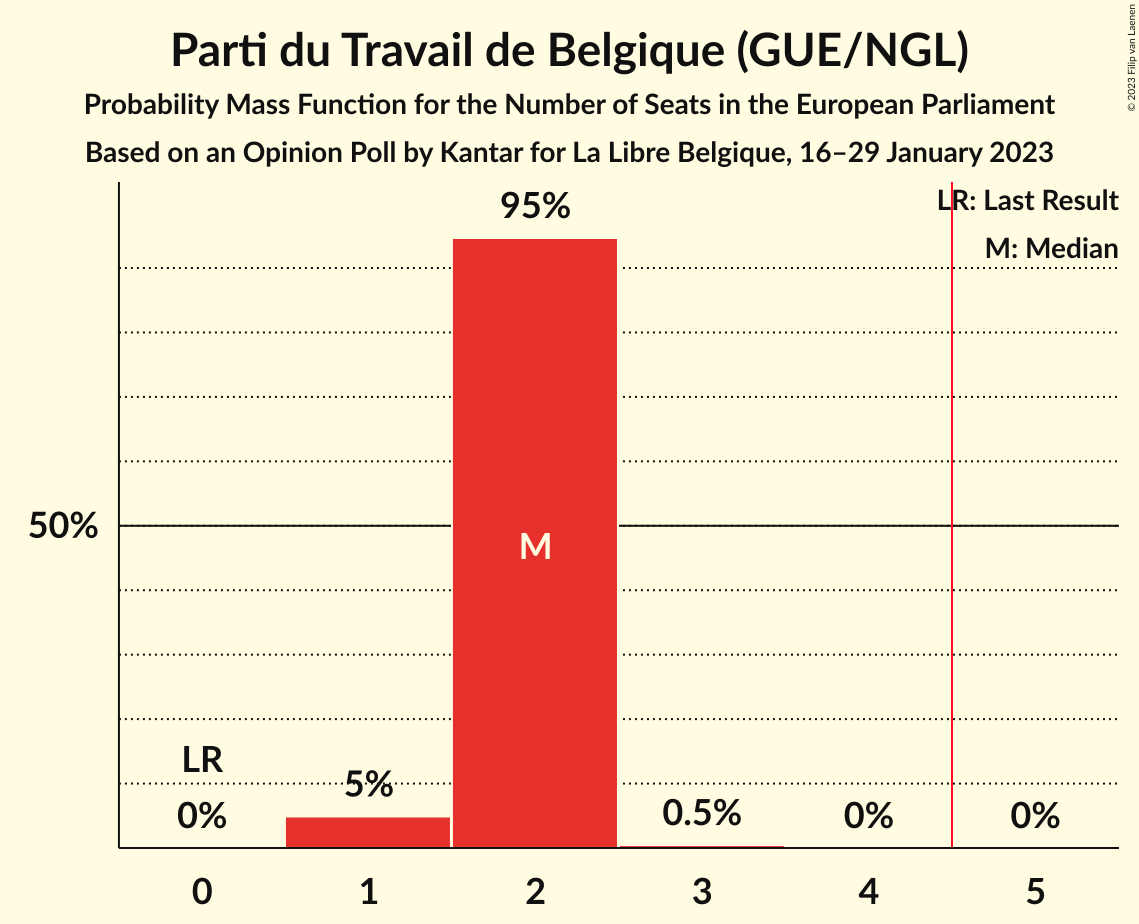 Parti du Travail de Belgique (GUE/NGL)
Probability Mass Function for the Number of Seats in the European Parliament
Based on an Opinion Poll by Kantar for La Libre Belgique, 16–29 January 2023
© 2023 Filip van Laenen
LR: Last Result
M: Median
95%
50%
M
LR
0%
5%
0.5%
0%
0%
0 1 2 3 4 5